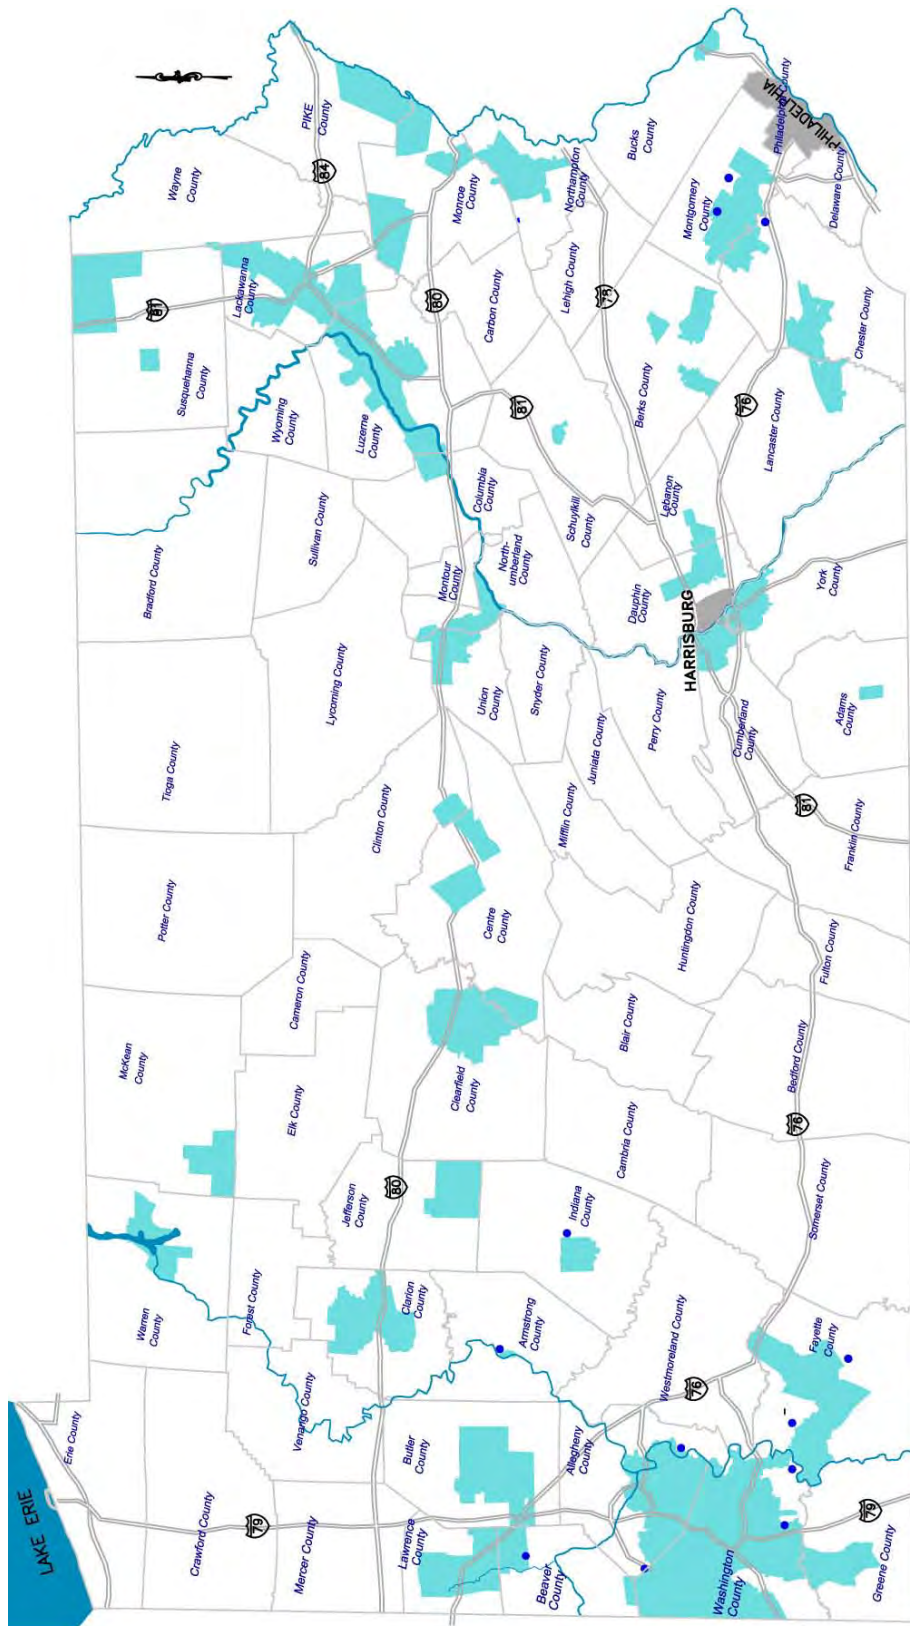 LAKE ERIE
Erie County
Crawford County
79
Mercer County
Lawrence
County
Beaver
County
Washington
County
Greene County
79
Venango County
Butler
County
Allegheny
County
Warren
County
Forest County
Clarion
County
Armstrong
County
Westmoreland County
76
Fayette
County
McKean
County
Elk County
Jefferson
County
80
Indiana
County
Somerset County
Cameron County
Clearfield
County
Cambria County
Blair County
76
Bedford County
Potter County
Clinton County
Centre
County
Huntingdon County
Fulton County
Tioga County
Lycoming County
Union
County
Snyder County
Mifflin County
Juniata County
Perry County
Cumberland
County
81
Franklin County
Adams
County
HARRISBURG
Bradford County
Sullivan County
Montour
County
Columbia
County
North-
umberland
County
Schuylkill
County
Dauphin
County
Lebanon
County
York
County
Susquehanna
County
81
Wyoming
County
Luzerne
County
Lackawanna
County
81
80
Carbon County
Lehigh County
78
Berks County
76
Lancaster County
Chester County
Wayne
County
PIKE
County
84
Monroe
County
Northampton
County
Bucks
County
Montgomery
County
Philadelphia County
PHILADELPHIA
Delaware County